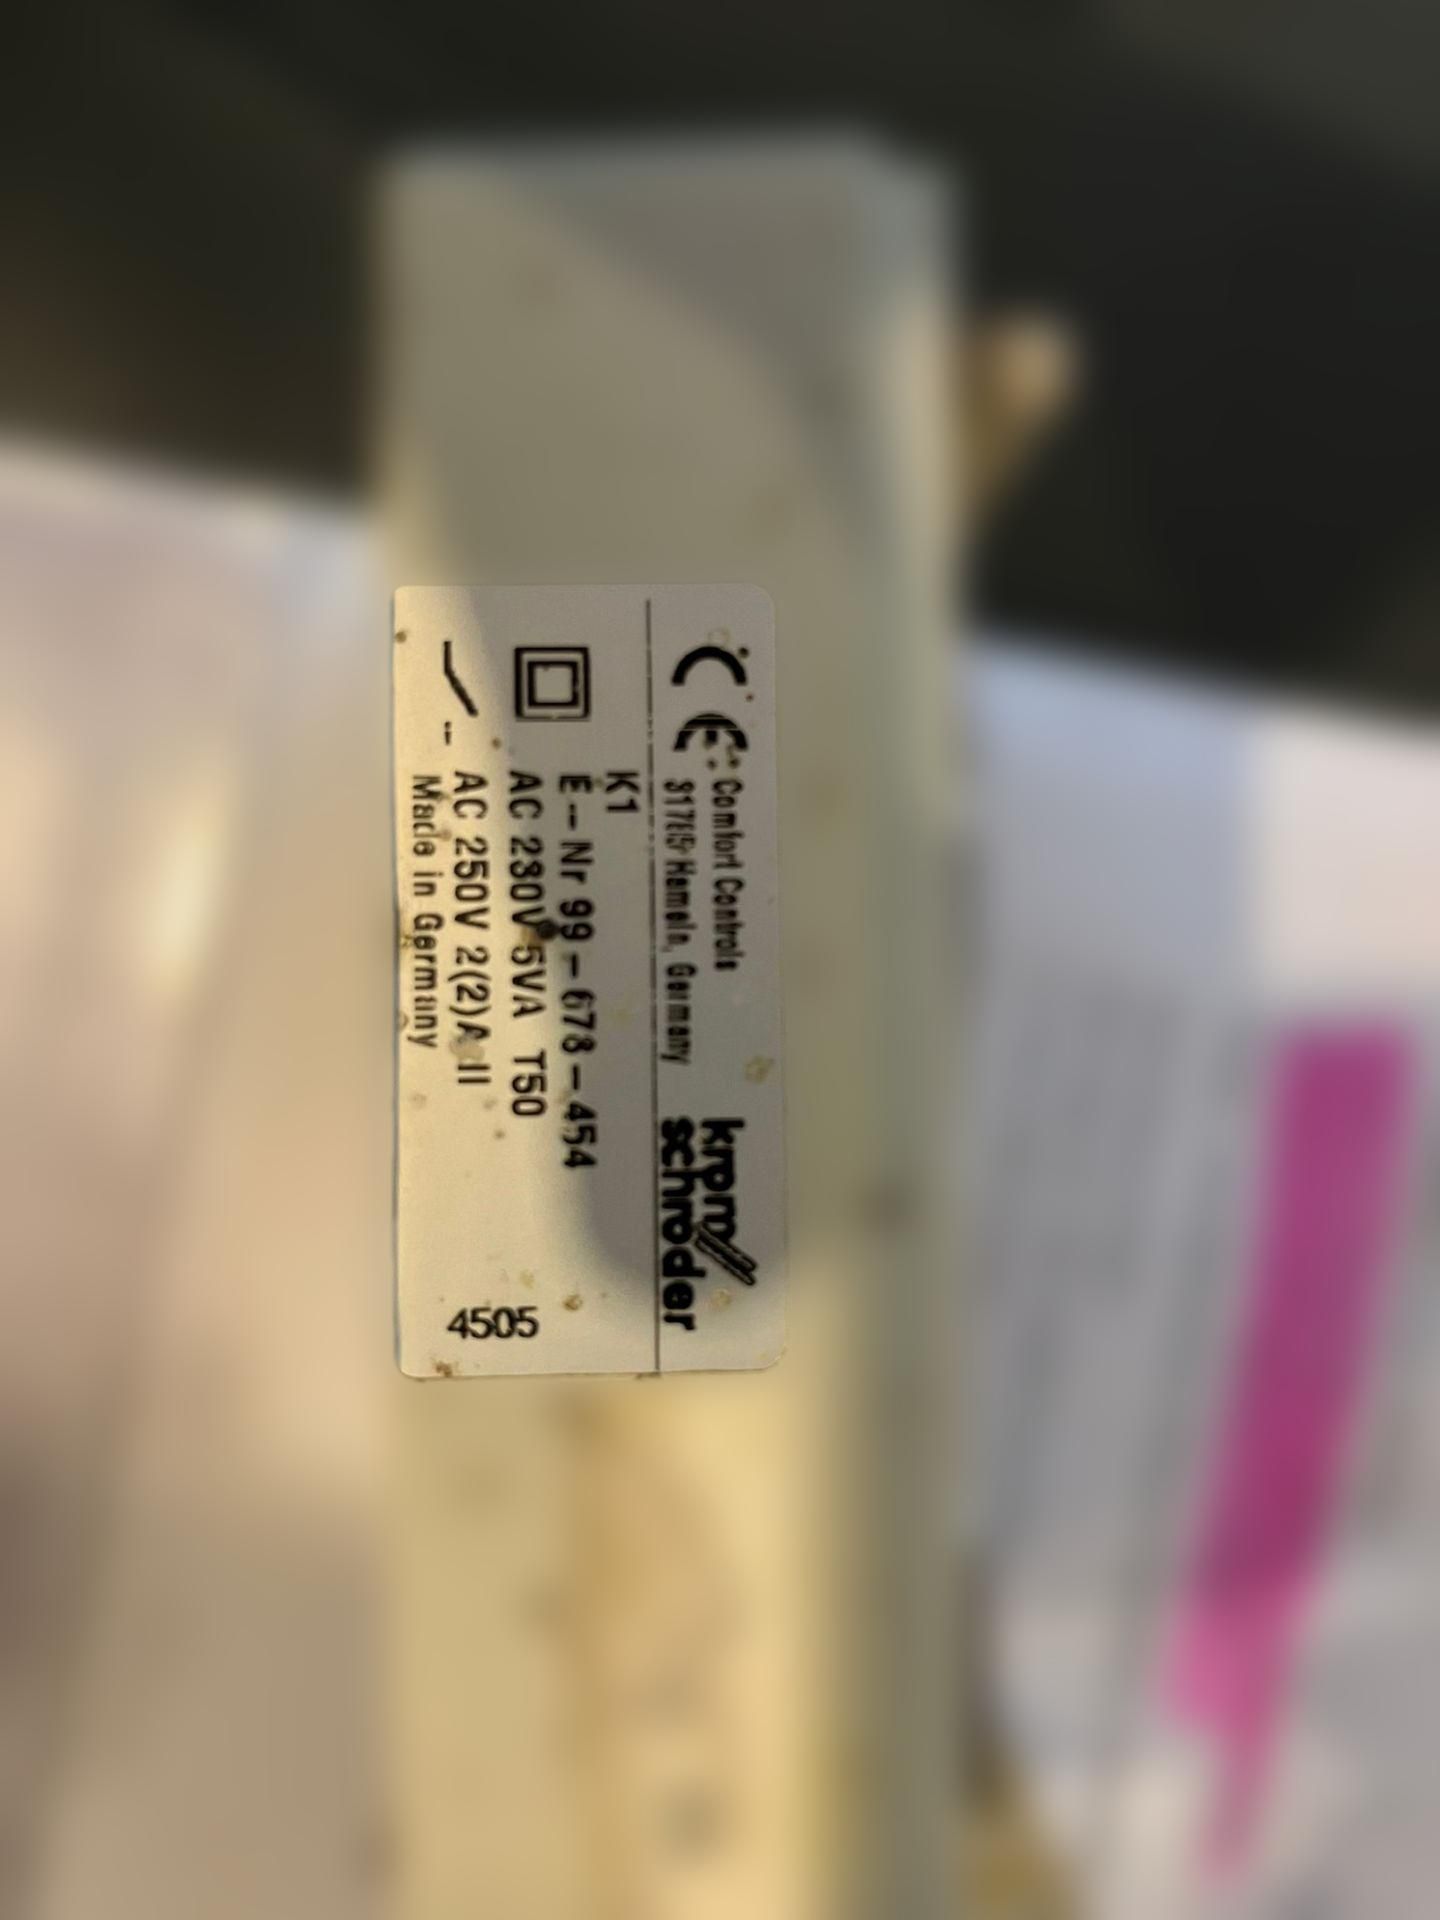 CE Comfort Controls
Hameln, Germany
krom//
schroder
K1
E--Nr 99-678-454
AC 230V 5VA T50
AC 250V 2(2)A II
Made in Germany
4505